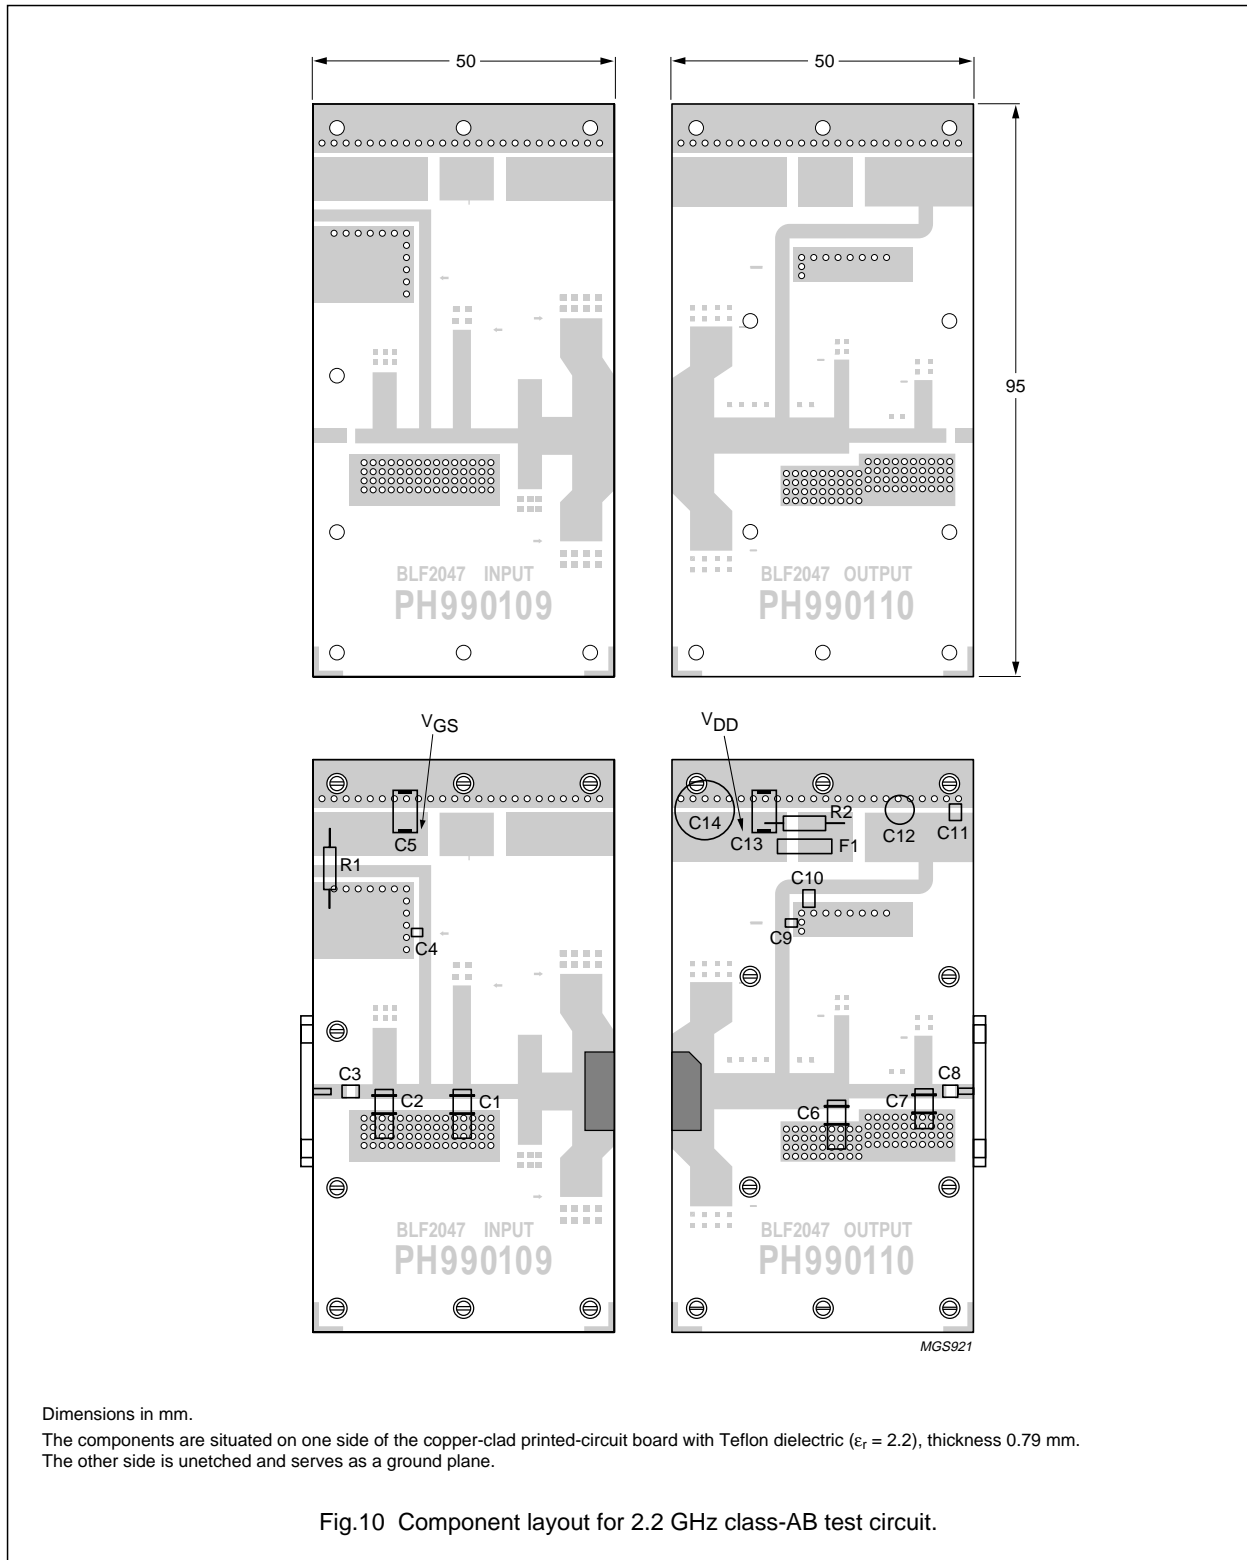 50
50
95
BLF2047 INPUT
PH990109
BLF2047 OUTPUT
PH990110
VGS
VDD
C5
R1
C4
C3
C2
C1
C14
C13
R2
F1
C12
C11
C10
C9
C8
C7
C6
BLF2047 INPUT
PH990109
BLF2047 OUTPUT
PH990110
MGS921
Dimensions in mm.
The components are situated on one side of the copper-clad printed-circuit board with Teflon dielectric (εr = 2.2), thickness 0.79 mm.
The other side is unetched and serves as a ground plane.
Fig.10 Component layout for 2.2 GHz class-AB test circuit.